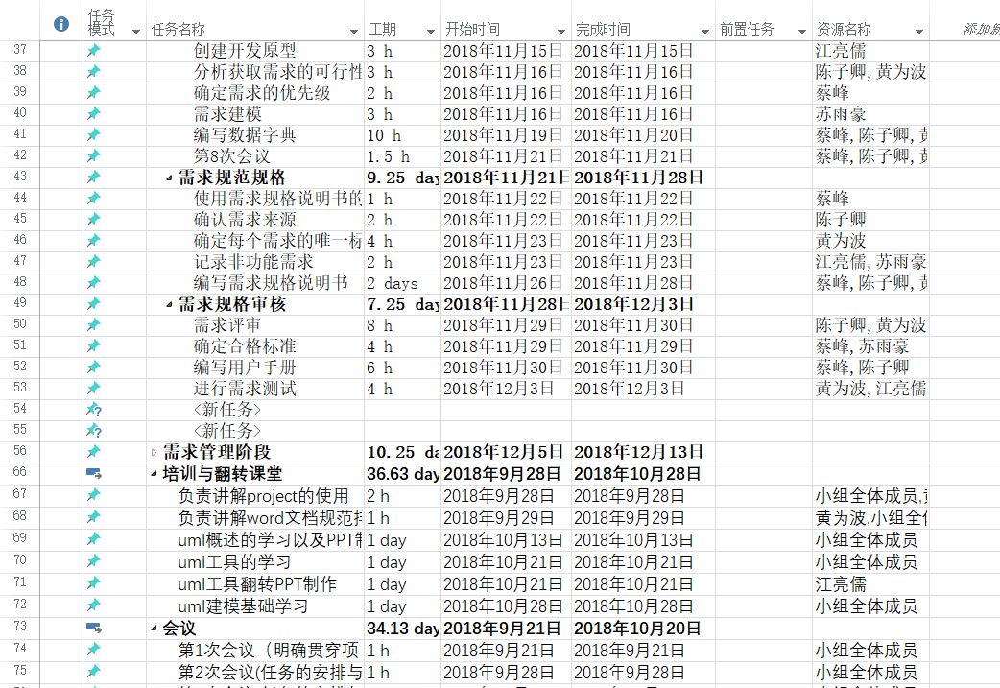 任务模式 任务名称 工期 开始时间 完成时间 前置任务 资源名称 添加新
37 创建开发原型 3 h 2018年11月15日 2018年11月15日 江亮儒
38 分析获取需求的可行性 3 h 2018年11月16日 2018年11月16日 陈子卿,黄为波
39 确定需求的优先级 2 h 2018年11月16日 2018年11月16日 蔡峰
40 需求建模 3 h 2018年11月16日 2018年11月16日 苏雨豪
41 编写数据字典 10 h 2018年11月19日 2018年11月20日 蔡峰,陈子卿,黄
42 第8次会议 1.5 h 2018年11月21日 2018年11月21日 蔡峰,陈子卿,黄
43 需求规范规格 9.25 day 2018年11月21日 2018年11月28日
44 使用需求规格说明书的 1 h 2018年11月22日 2018年11月22日 蔡峰
45 确认需求来源 2 h 2018年11月22日 2018年11月22日 陈子卿
46 确定每个需求的唯一标 4 h 2018年11月23日 2018年11月23日 黄为波
47 记录非功能需求 2 h 2018年11月23日 2018年11月23日 江亮儒,苏雨豪
48 编写需求规格说明书 2 days 2018年11月26日 2018年11月28日 蔡峰,陈子卿,黄
49 需求规格审核 7.25 day 2018年11月28日 2018年12月3日
50 需求评审 8 h 2018年11月29日 2018年11月30日 陈子卿,黄为波
51 确定合格标准 4 h 2018年11月29日 2018年11月29日 蔡峰,苏雨豪
52 编写用户手册 6 h 2018年11月30日 2018年11月30日 蔡峰,陈子卿
53 进行需求测试 4 h 2018年12月3日 2018年12月3日 黄为波,江亮儒
54 <新任务>
55 <新任务>
56 需求管理阶段 10.25 da 2018年12月5日 2018年12月13日
66 培训与翻转课堂 36.63 day 2018年9月28日 2018年10月28日
67 负责讲解project的使用 2 h 2018年9月28日 2018年9月28日 小组全体成员,黄
68 负责讲解word文档规范排 1 h 2018年9月29日 2018年9月29日 黄为波,小组全体
69 uml概述的学习以及PPT制 1 day 2018年10月13日 2018年10月13日 小组全体成员
70 uml工具的学习 1 day 2018年10月21日 2018年10月21日 小组全体成员
71 uml工具翻转PPT制作 1 day 2018年10月21日 2018年10月21日 江亮儒
72 uml建模基础学习 1 day 2018年10月28日 2018年10月28日 小组全体成员
73 会议 34.13 day 2018年9月21日 2018年10月20日
74 第1次会议（明确贯穿项 1 h 2018年9月21日 2018年9月21日 小组全体成员
75 第2次会议(任务的安排与 1 h 2018年9月28日 2018年9月28日 小组全体成员